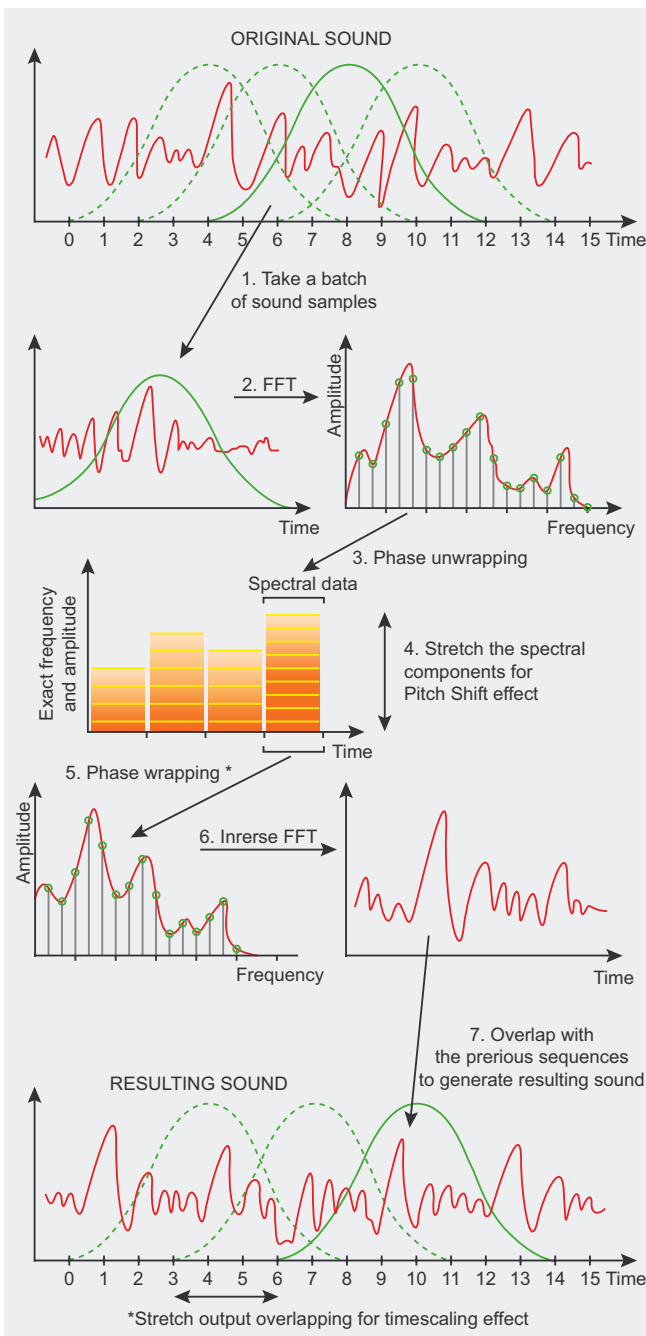 ORIGINAL SOUND
0 1 2 3 4 5 6 7 8 9 10 11 12 13 14 15 Time
1. Take a batch
of sound samples
2. FFT
Amplitude
Time
Frequency
3. Phase unwrapping
Spectral data
Exact frequency
and amplitude
4. Stretch the spectral
components for
Pitch Shift effect
Time
5. Phase wrapping *
Amplitude
6. Inrerse FFT
Frequency
Time
7. Overlap with
the prerious sequences
to generate resulting sound
RESULTING SOUND
0 1 2 3 4 5 6 7 8 9 10 11 12 13 14 15 Time
*Stretch output overlapping for timescaling effect